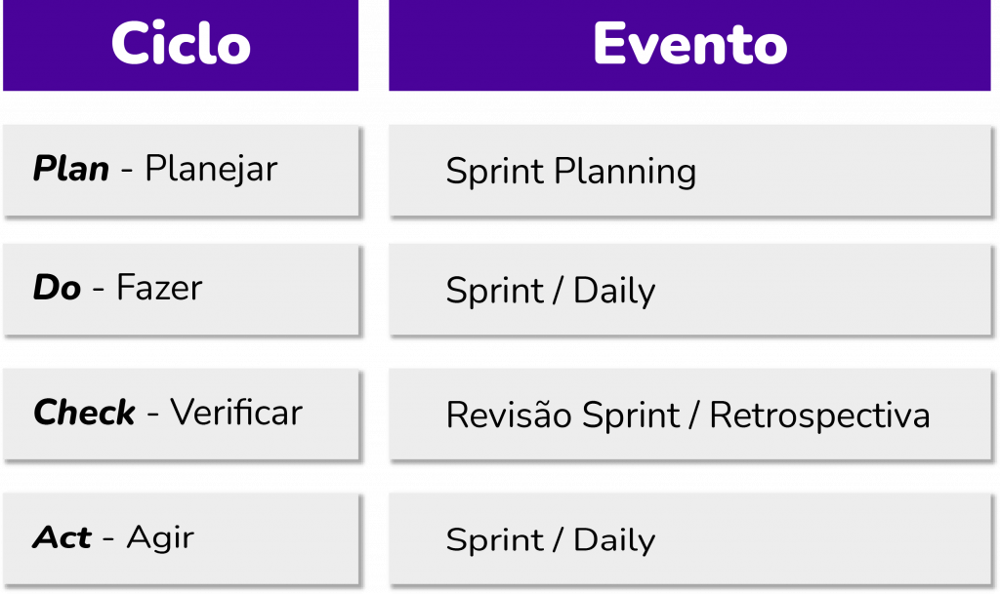 Ciclo Evento
Plan - Planejar Sprint Planning
Do - Fazer Sprint / Daily
Check - Verificar Revisão Sprint / Retrospectiva
Act - Agir Sprint / Daily